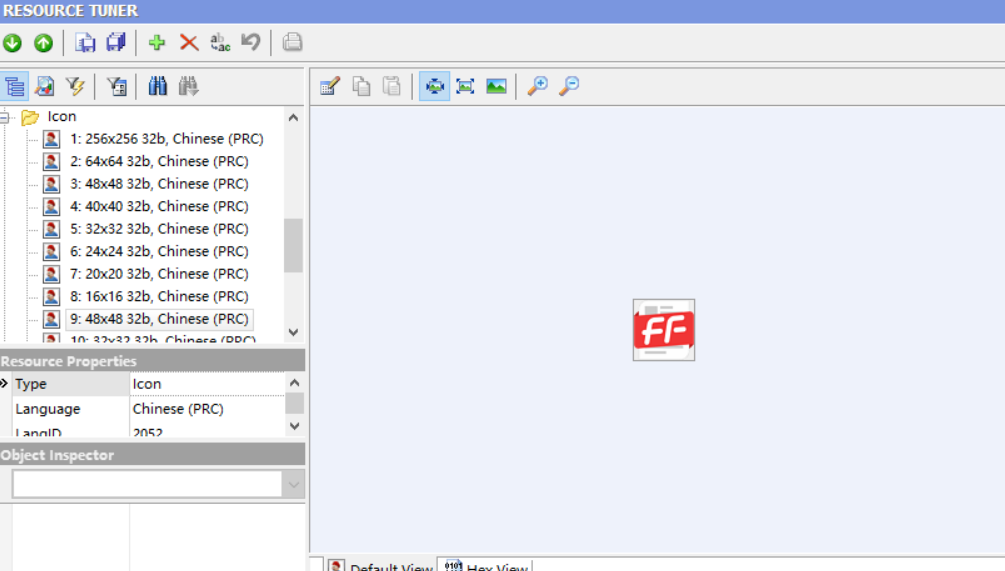 RESOURCE TUNER
ab
ac
Icon
1: 256x256 32b, Chinese (PRC)
2: 64x64 32b, Chinese (PRC)
3: 48x48 32b, Chinese (PRC)
4: 40x40 32b, Chinese (PRC)
5: 32x32 32b, Chinese (PRC)
6: 24x24 32b, Chinese (PRC)
7: 20x20 32b, Chinese (PRC)
8: 16x16 32b, Chinese (PRC)
9: 48x48 32b, Chinese (PRC)
10: 32x32 32b, Chinese (PRC)
FF
Resource Properties
Type Icon
Language Chinese (PRC)
LangID 2052
Object Inspector
Default View Hex View